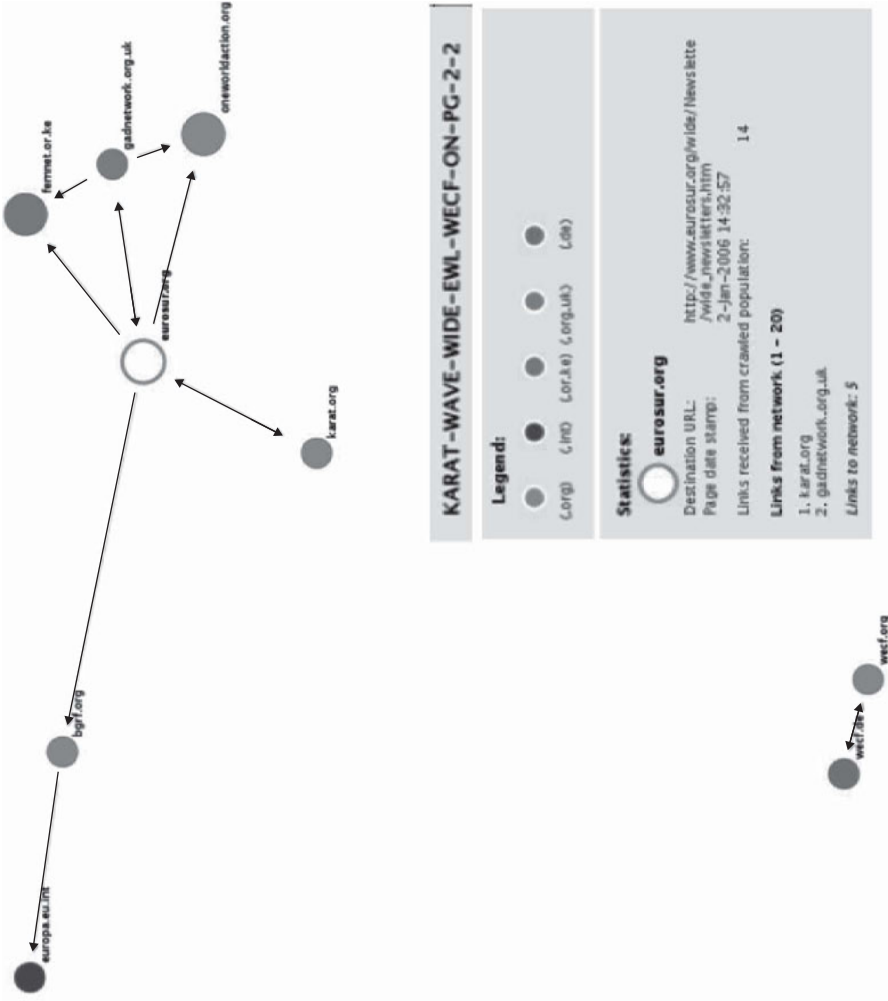 femnet.or.ke
gadnetwork.org.uk
oneworldaction.org
eurosur.org
karat.org
bgrf.org
europa.eu.int
wecf.de
wecf.org
KARAT-WAVE-WIDE-EWL-WECF-ON-PG-2-2
Legend:
(.org) (.int) (.or.ke) (.org.uk) (.de)
Statistics:
eurosur.org
Destination URL: http://www.eurosur.org/wide/Newslette
/wide_newsletters.htm
Page date stamp: 2-Jan-2006 14:32:57
Links received from crawled population: 14
Links from network (1 - 20)
1. karat.org
2. gadnetwork.org.uk
Links to network: 5